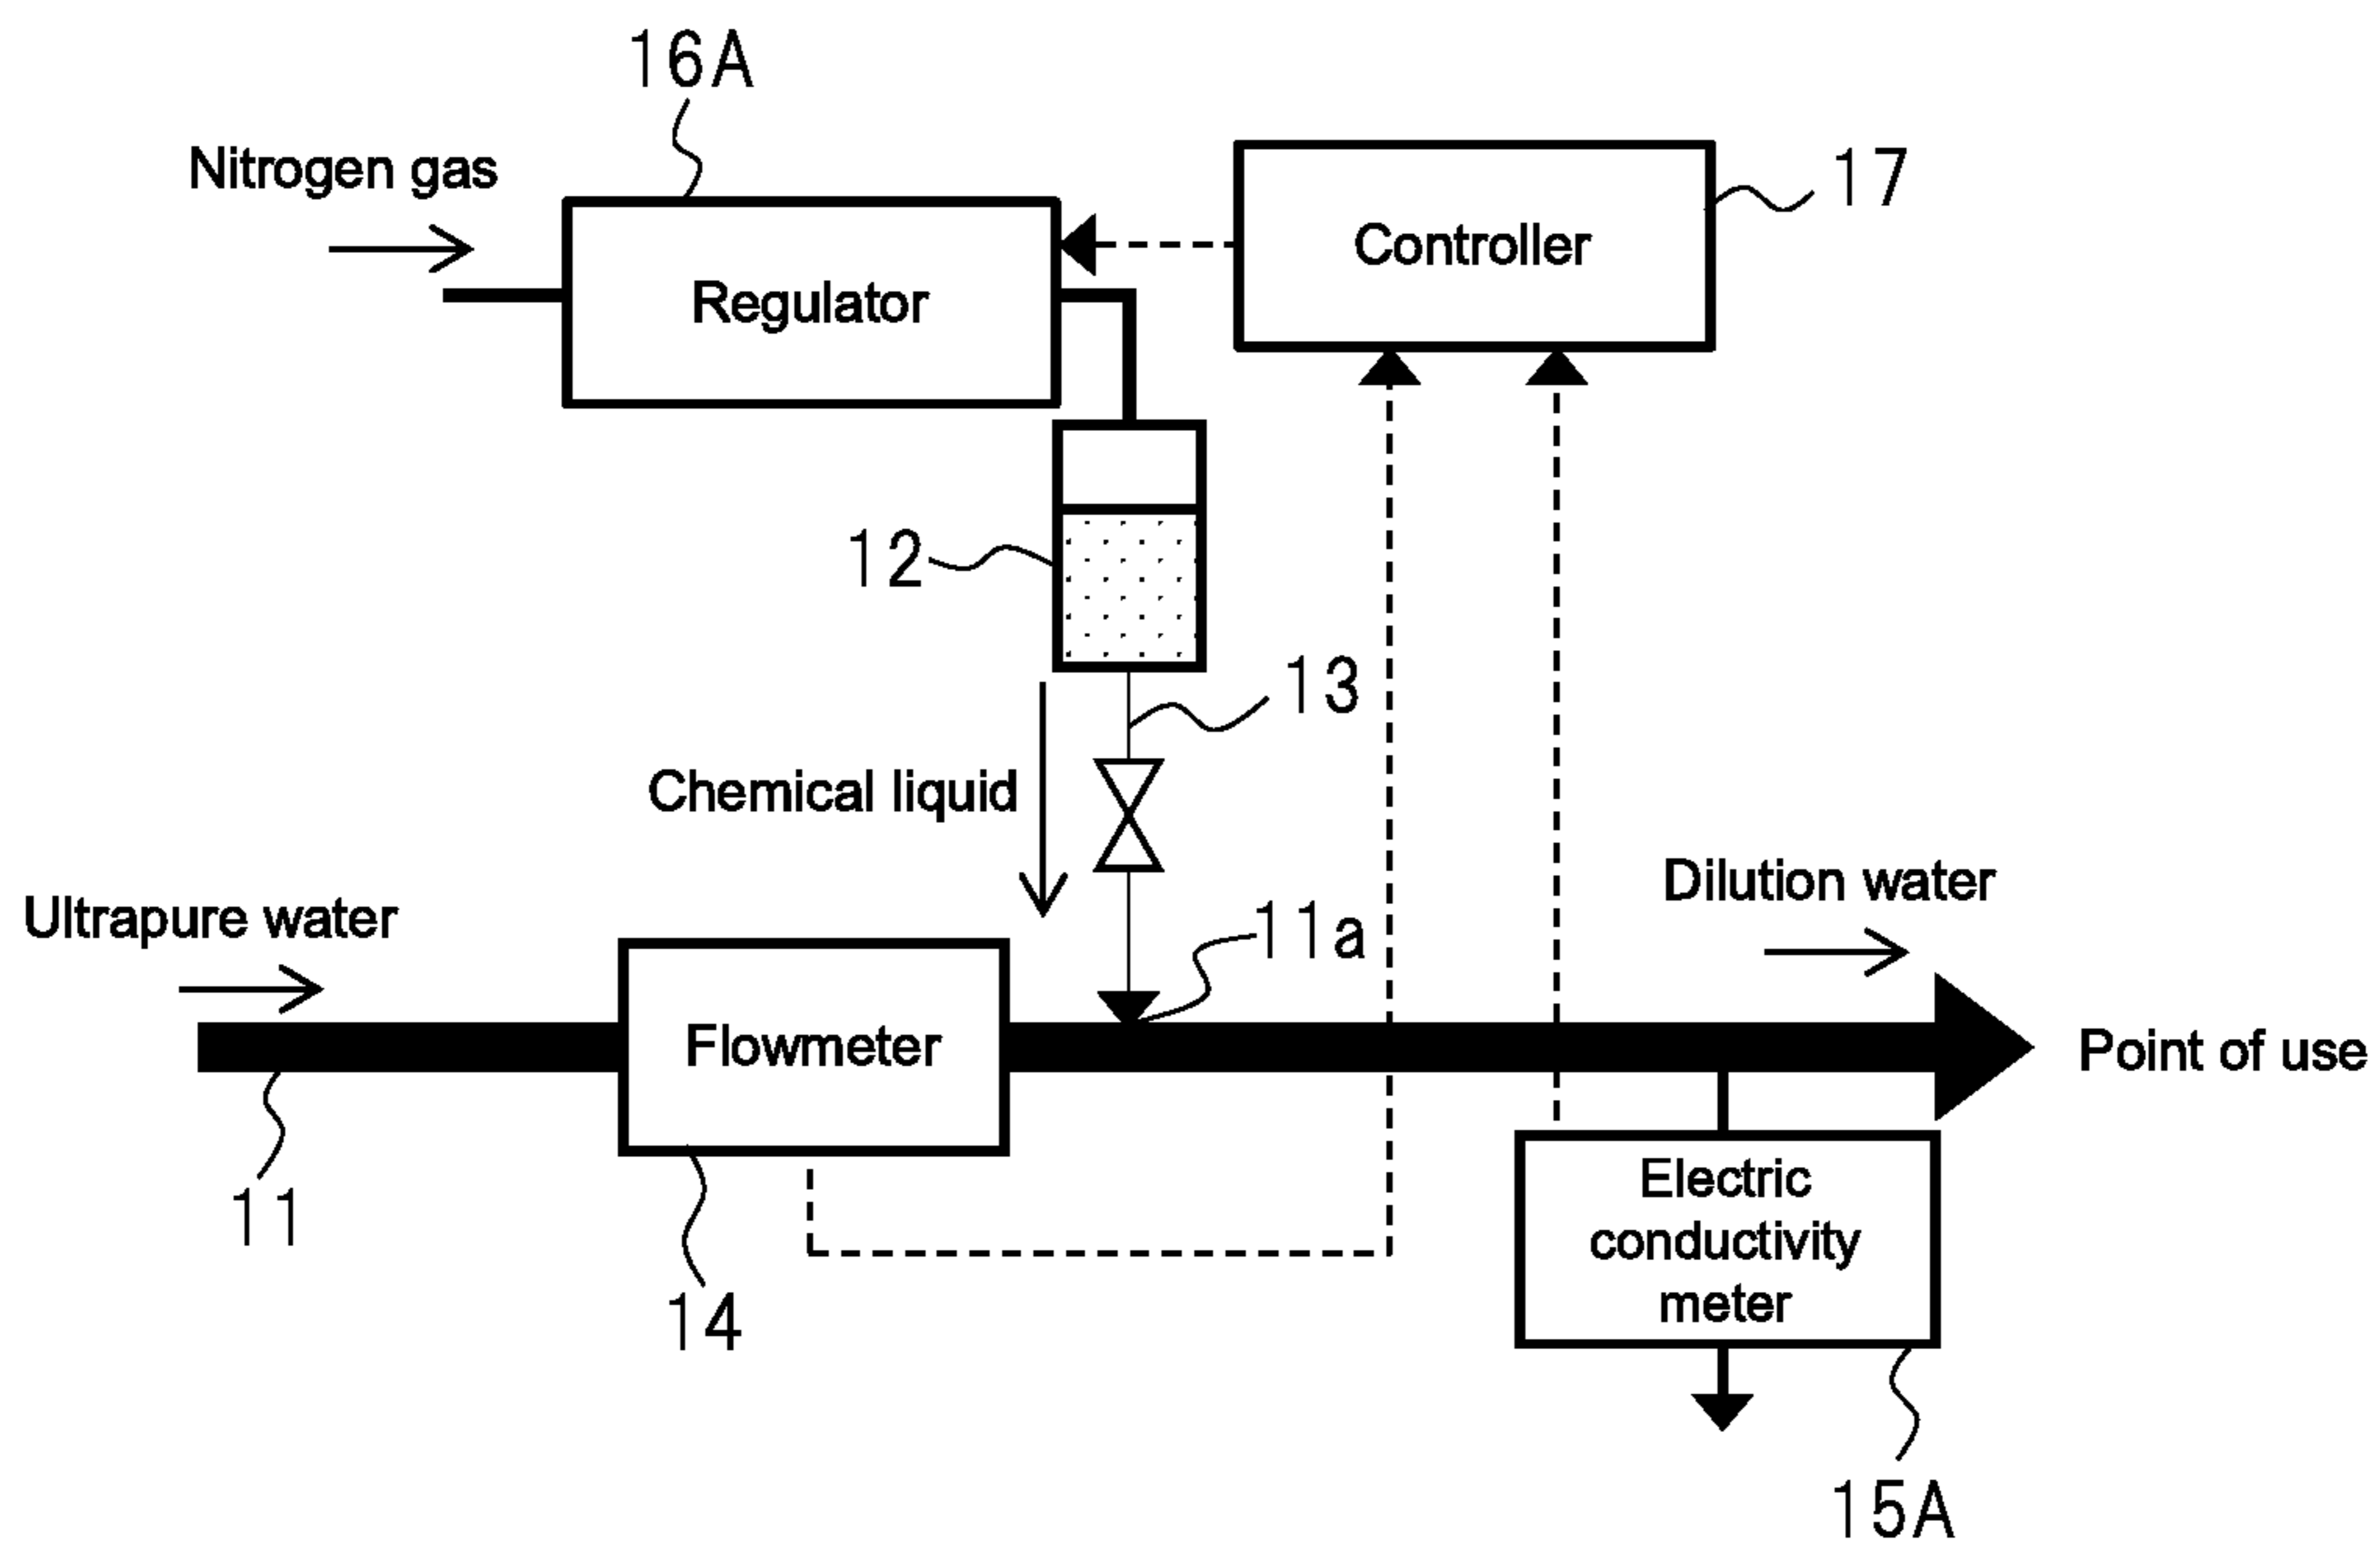 16A
Nitrogen gas
17
Controller
Regulator
12
13
Chemical liquid
Dilution water
Ultrapure water
11a
Flowmeter
Point of use
Electric
conductivity
meter
11
14
15A